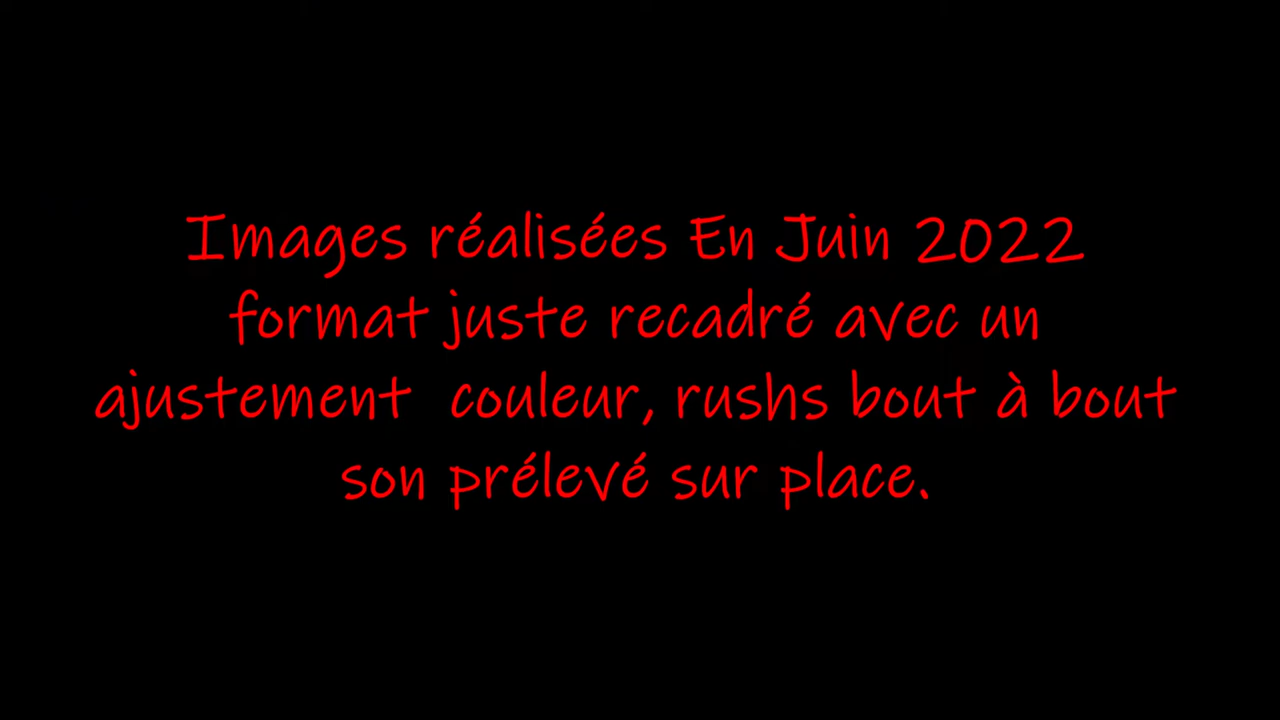 Images réalisées En Juin 2022
format juste recadré avec un
ajustement  couleur, rushs bout à bout
son prélevé sur place.